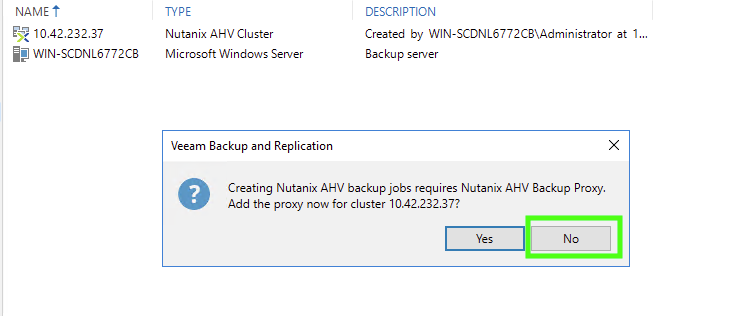 NAME TYPE DESCRIPTION
10.42.232.37 Nutanix AHV Cluster Created by WIN-SCDNL6772CB\Administrator at 1...
WIN-SCDNL6772CB Microsoft Windows Server Backup server
Veeam Backup and Replication
Creating Nutanix AHV backup jobs requires Nutanix AHV Backup Proxy.
Add the proxy now for cluster 10.42.232.37?
Yes No